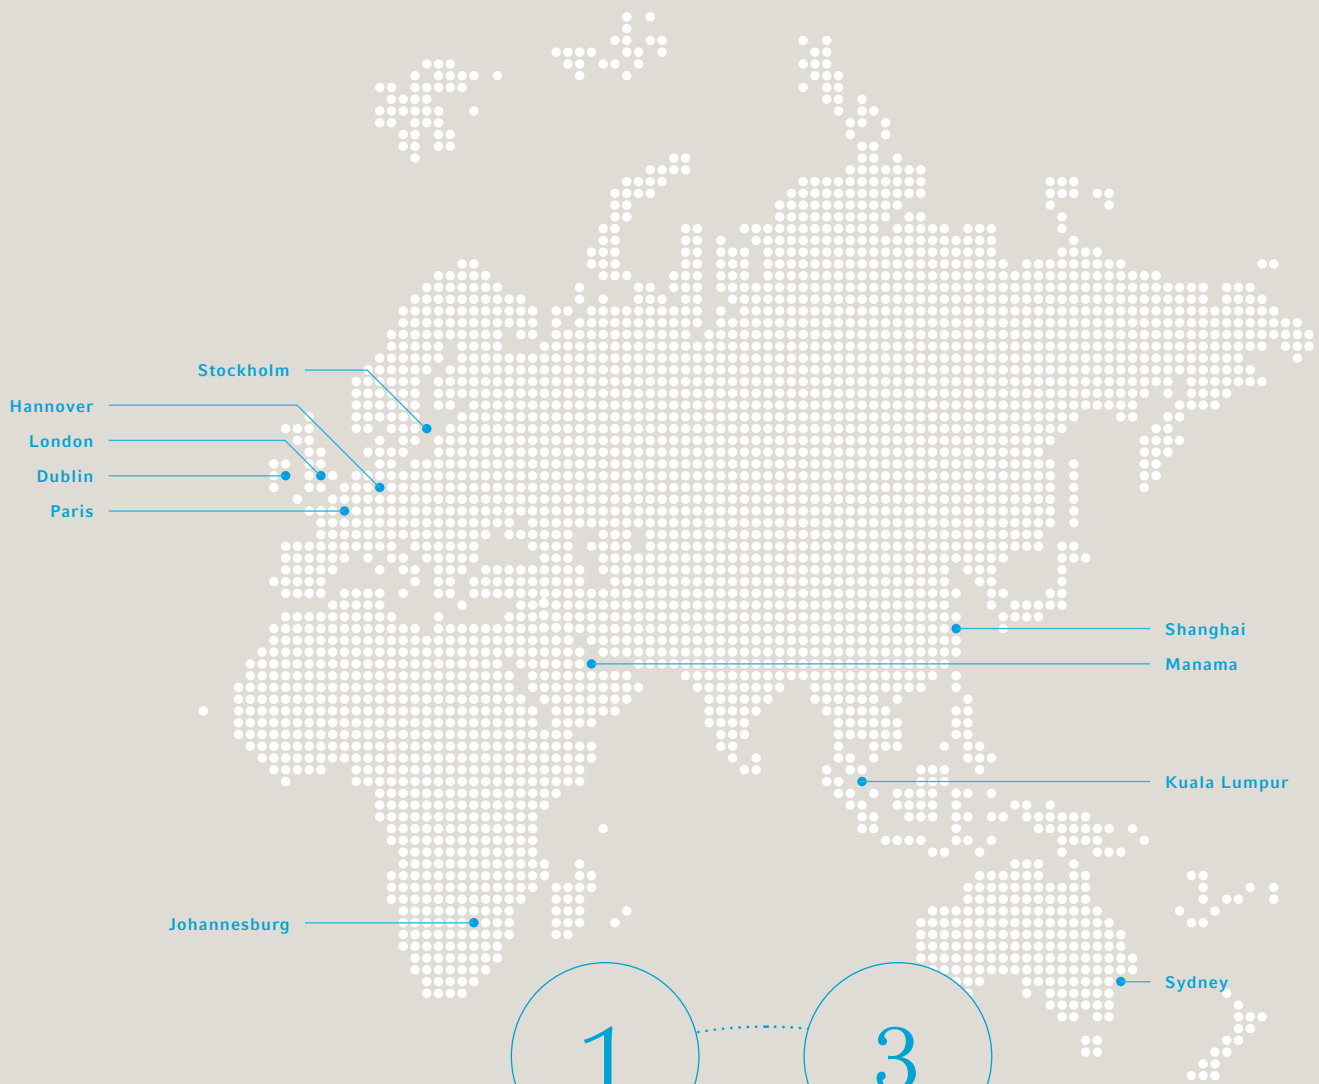 Stockholm
Hannover
London
Dublin
Paris
Shanghai
Manama
Kuala Lumpur
Johannesburg
Sydney
1
3